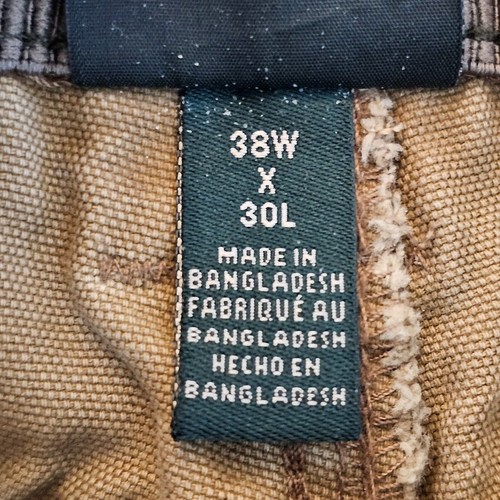 38W
X
30L
MADE IN
BANGLADESH
FABRIQUÉ AU
BANGLADESH
HECHO EN
BANGLADESH